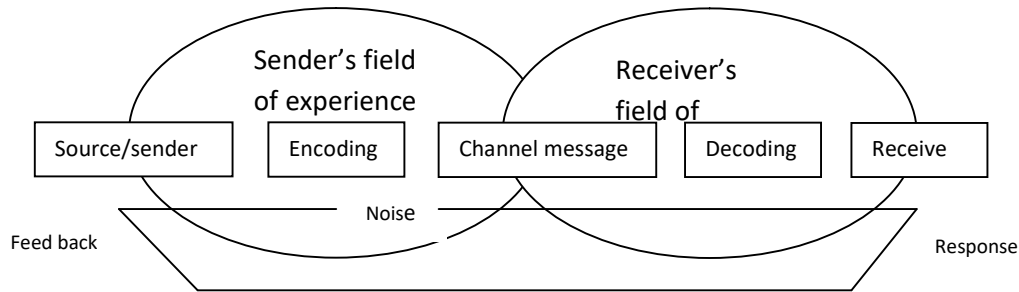 Sender’s field
of experience
Receiver’s
field of
Source/sender
Encoding
Channel message
Decoding
Receive
Noise
Feed back
Response